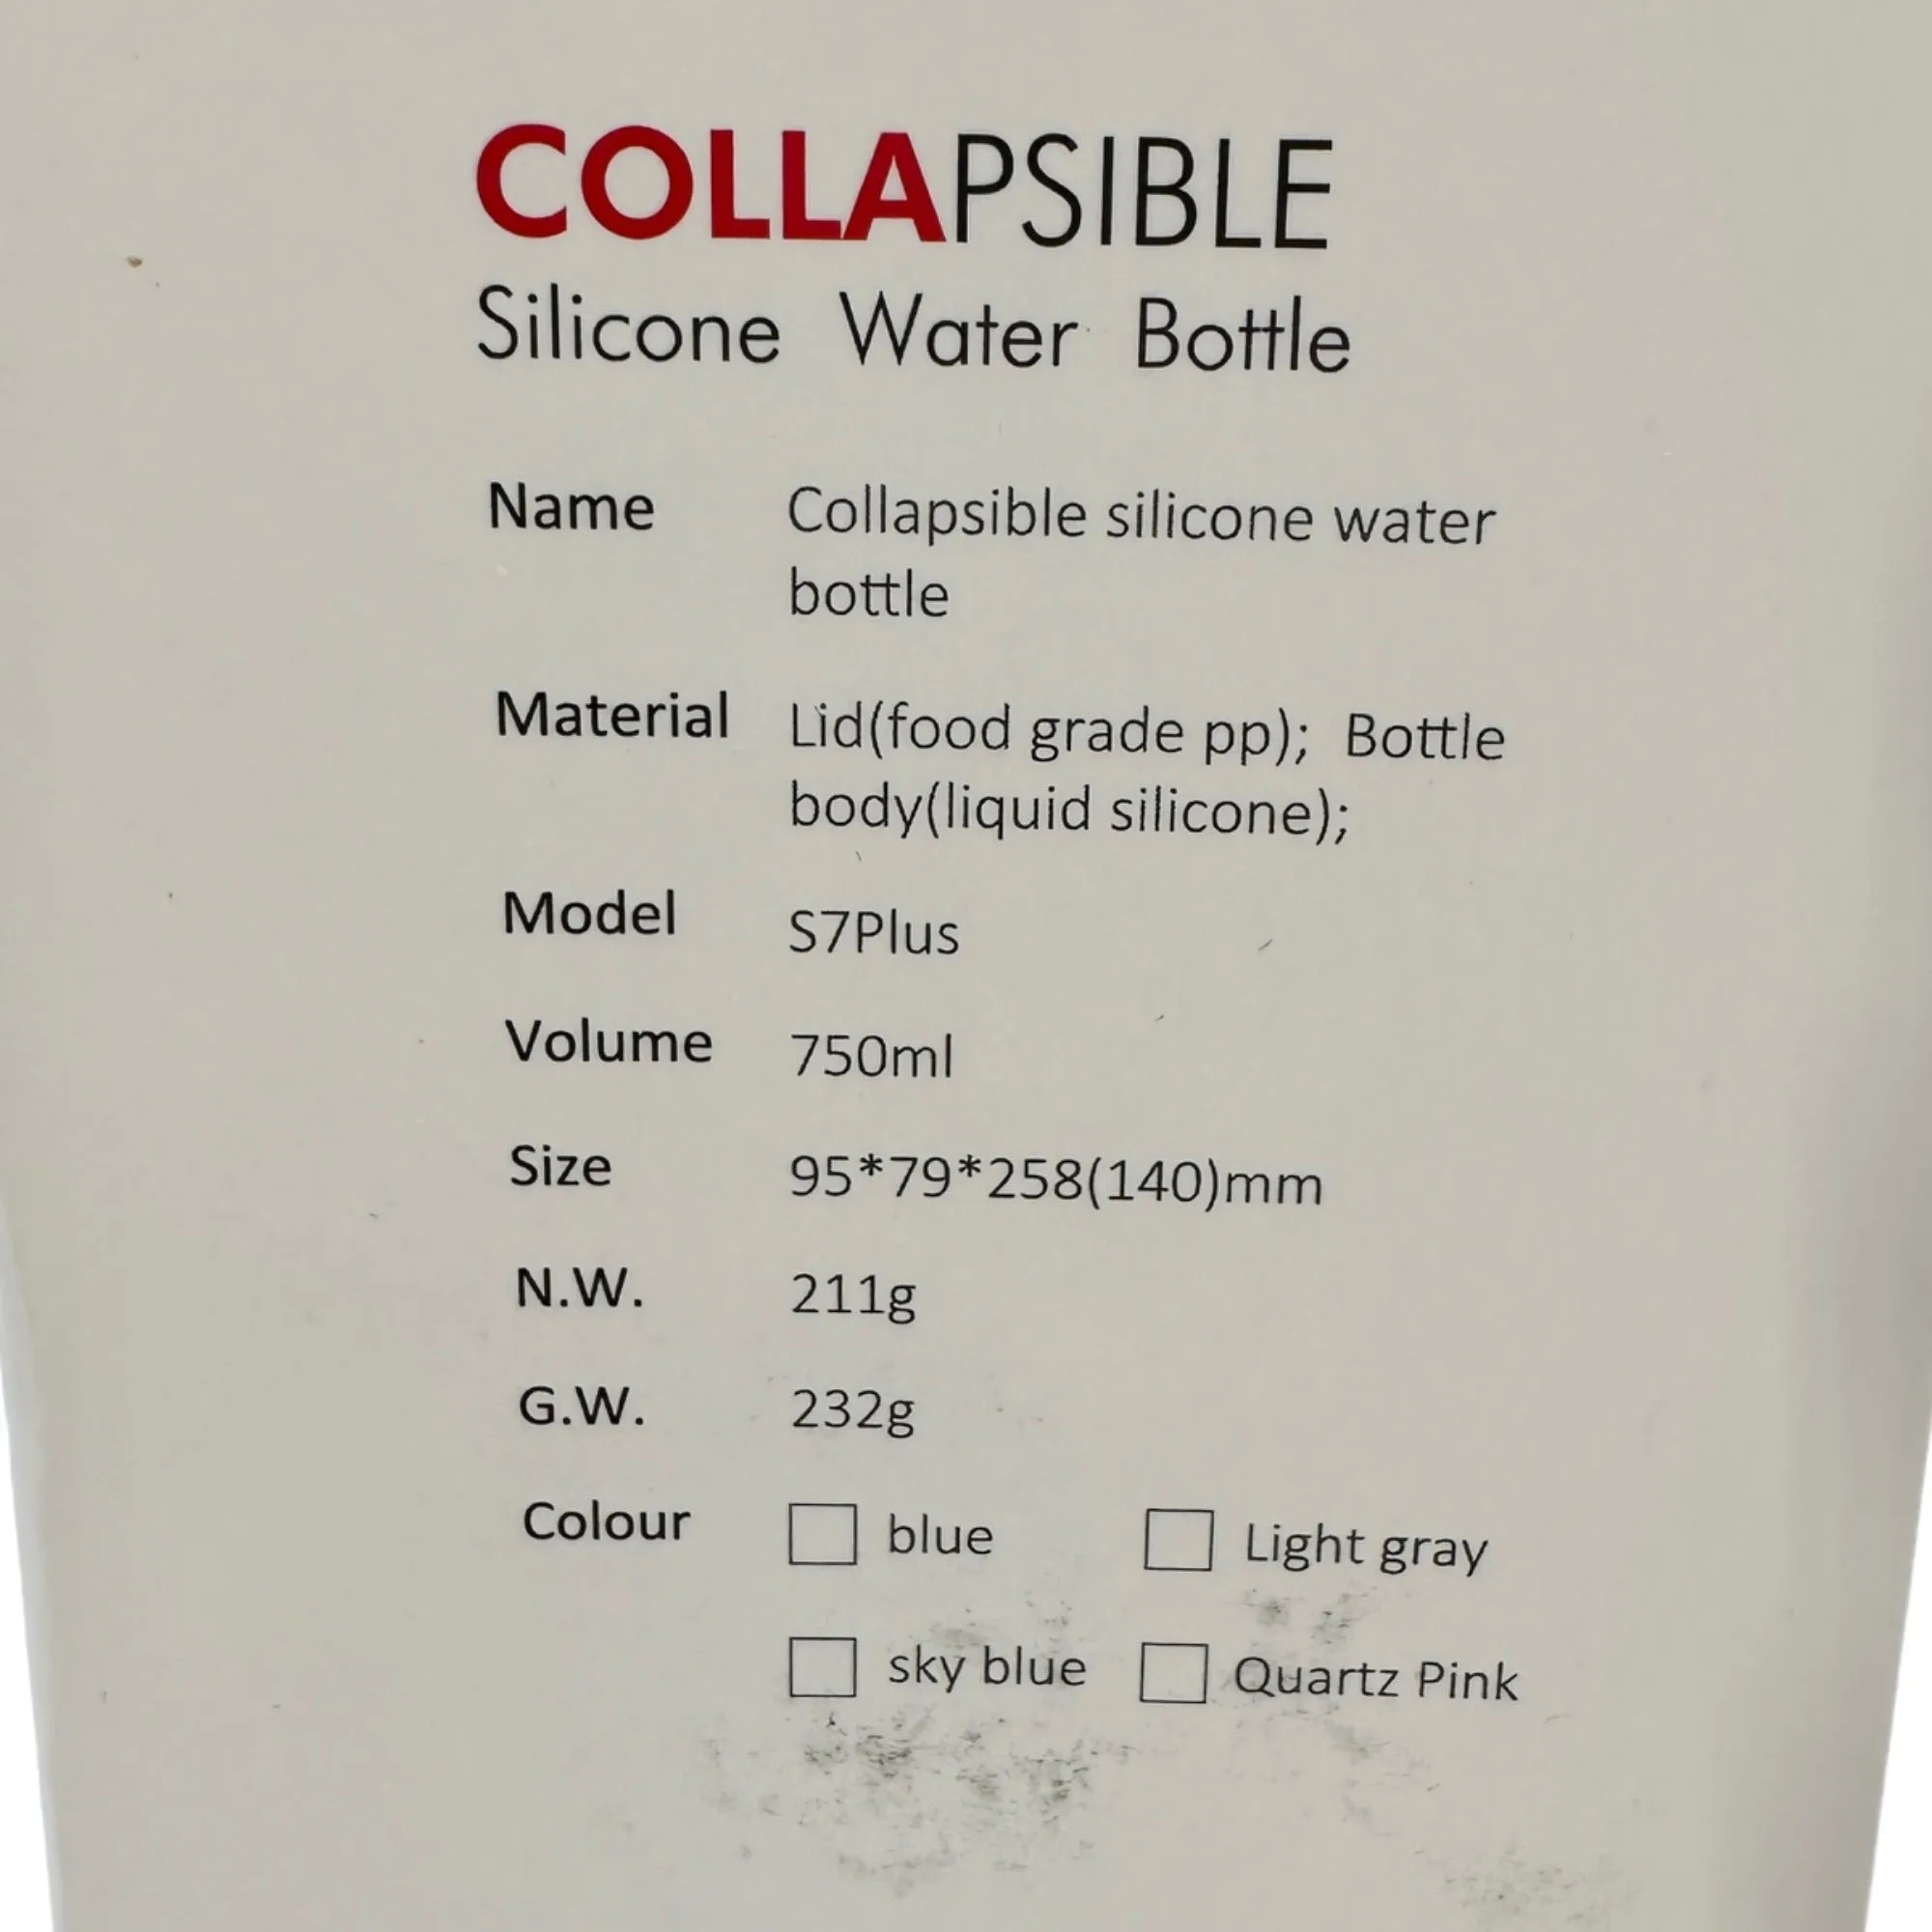 COLLAPSIBLE
Silicone Water Bottle
Name Collapsible silicone water
bottle
Material Lid(food grade pp); Bottle
body(liquid silicone);
Model S7Plus
Volume 750ml
Size 95*79*258(140)mm
N.W. 211g
G.W. 232g
Colour blue Light gray
sky blue Quartz Pink